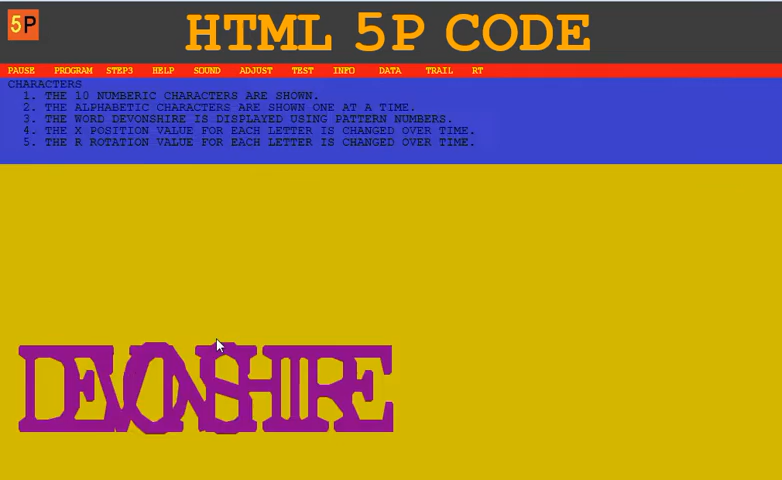 5P HTML 5P CODE
PAUSE PROGRAM STEP3 HELP SOUND ADJUST TEST INFO DATA TRAIL RT
CHARACTERS
1. THE 10 NUMBERIC CHARACTERS ARE SHOWN.
2. THE ALPHABETIC CHARACTERS ARE SHOWN ONE AT A TIME.
3. THE WORD DEVONSHIRE IS DISPLAYED USING PATTERN NUMBERS.
4. THE X POSITION VALUE FOR EACH LETTER IS CHANGED OVER TIME.
5. THE R ROTATION VALUE FOR EACH LETTER IS CHANGED OVER TIME.
DEVONSHIRE